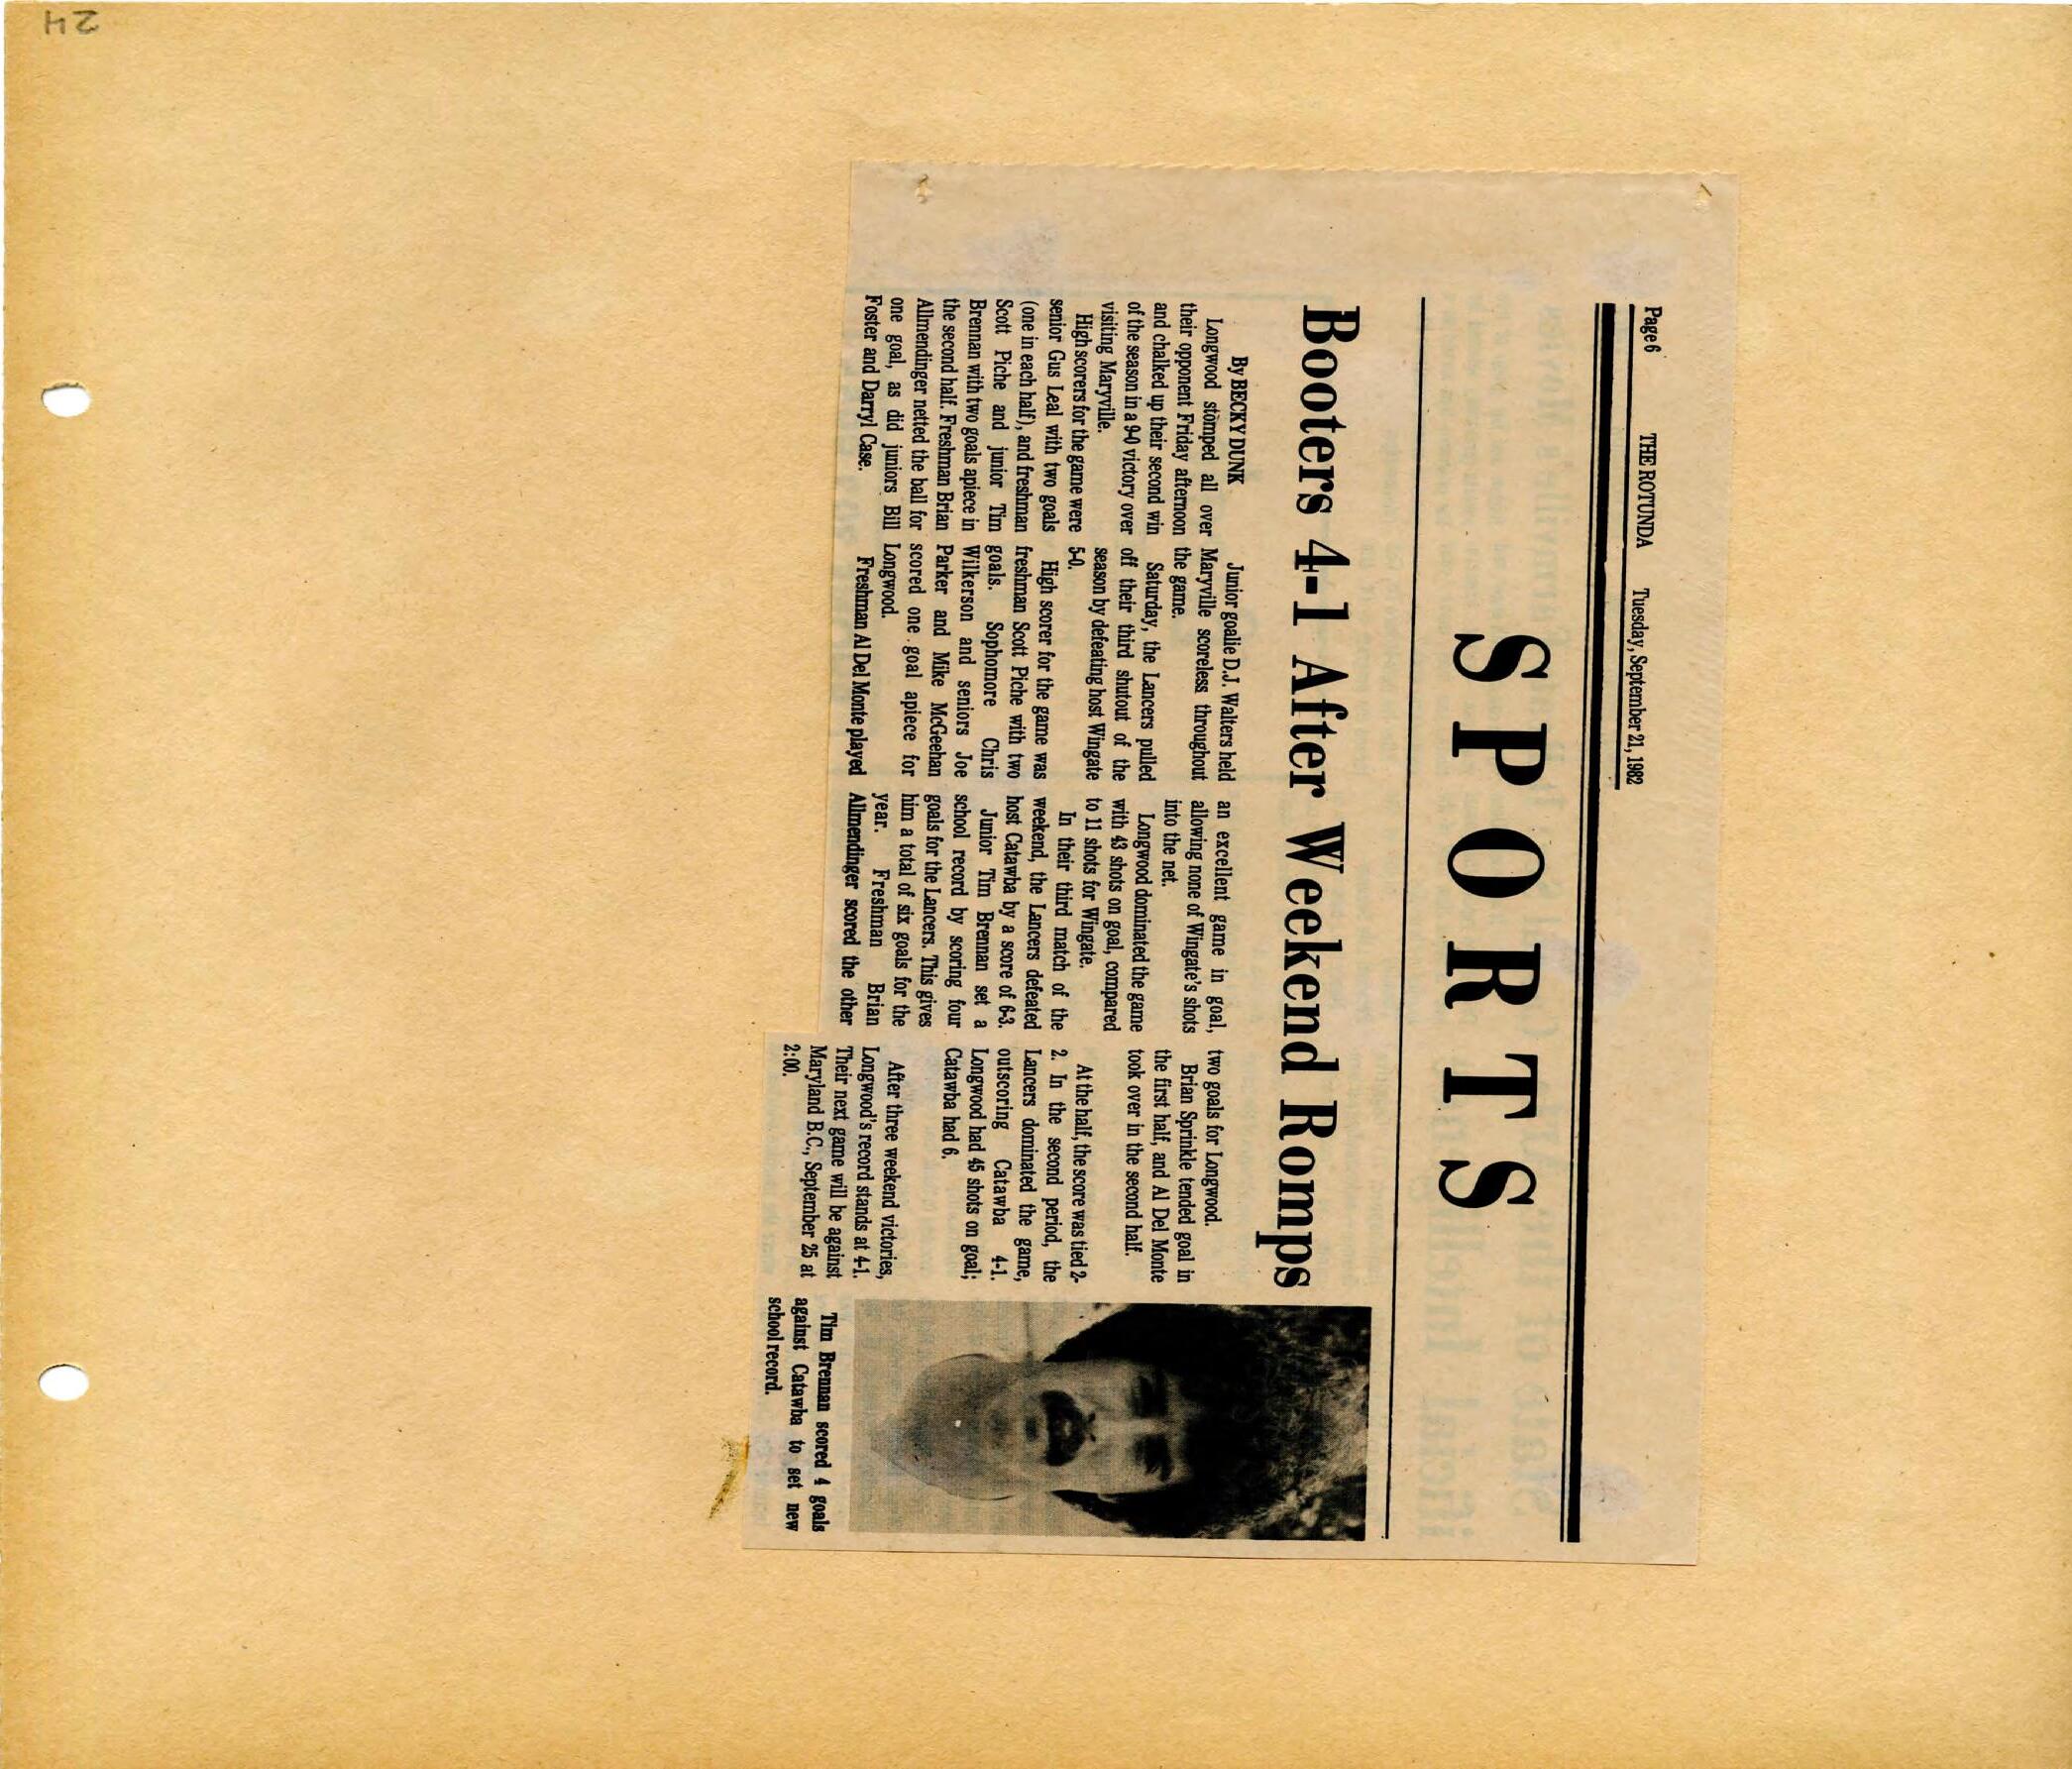 24
Page 6 THE ROTUNDA Tuesday, September 21, 1982
SPORTS
Booters 4-1 After Weekend Romps
By BECKY DUNK
Longwood stomped all over
their opponent Friday afternoon
and chalked up their second win
of the season in a 9-0 victory over
visiting Maryville.
High scorers for the game were
senior Gus Leal with two goals
(one in each half), and freshman
Scott Piche and junior Tim
Brennan with two goals apiece in
the second half. Freshman Brian
Allmendinger netted the ball for
one goal, as did juniors Bill
Foster and Darryl Case.
Junior goalie D.J. Walters held
Maryville scoreless throughout
the game.
Saturday, the Lancers pulled
off their third shutout of the
season by defeating host Wingate
5-0.
High scorer for the game was
freshman Scott Piche with two
goals. Sophomore Chris
Wilkerson and seniors Joe
Parker and Mike McGeehan
scored one goal apiece for
Longwood.
Freshman Al Del Monte played
an excellent game in goal,
allowing none of Wingate's shots
into the net.
Longwood dominated the game
with 43 shots on goal, compared
to 11 shots for Wingate.
In their third match of the
weekend, the Lancers defeated
host Catawba by a score of 6-3.
Junior Tim Brennan set a
school record by scoring four
goals for the Lancers. This gives
him a total of six goals for the
year. Freshman Brian
Allmendinger scored the other
two goals for Longwood.
Brian Sprinkle tended goal in
the first half, and Al Del Monte
took over in the second half.
At the half, the score was tied 2-
2. In the second period, the
Lancers dominated the game,
outscoring Catawba 4-1.
Longwood had 45 shots on goal;
Catawba had 6.
After three weekend victories,
Longwood's record stands at 4-1.
Their next game will be against
Maryland B.C., September 25 at
2:00.
Tim Brennan scored 4 goals
against Catawba to set new
school record.